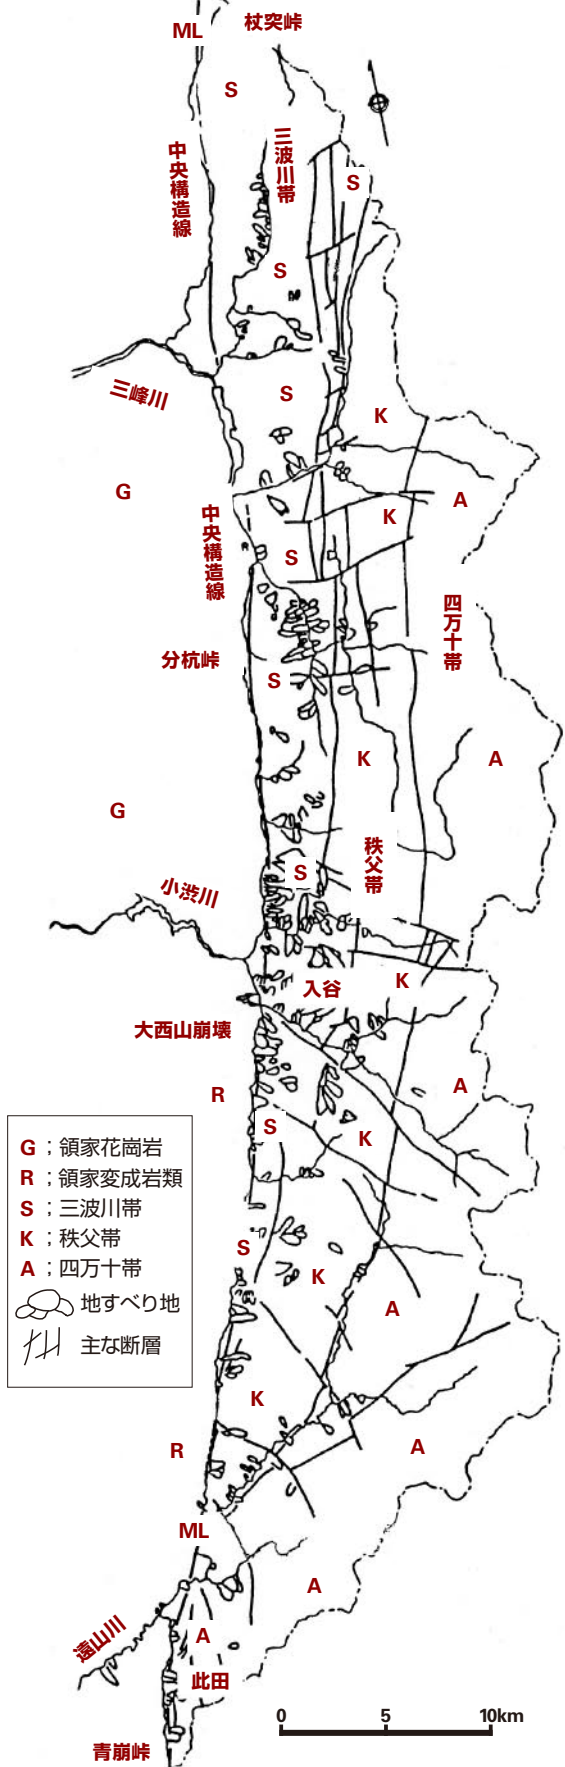 ML
杖突峠
S
中央構造線
三波川帯
S
S
三峰川
S
K
G
A
K
中央構造線
S
四万十帯
分杭峠
S
K
A
G
秩父帯
小渋川
S
入谷
K
大西山崩壊
A
R
S
K
G ; 領家花崗岩
R ; 領家変成岩類
S ; 三波川帯
K ; 秩父帯
A ; 四万十帯
地すべり地
主な断層
S
K
A
K
R
A
ML
A
遠山川
A
此田
0 5 10km
青崩峠